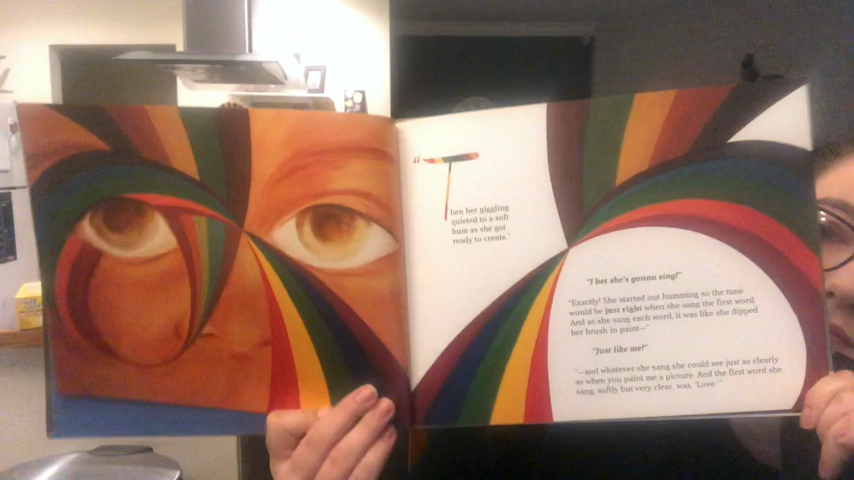 "Then her giggling
quieted to a soft
hum as she got
ready to create."
"I bet she's gonna sing!"
"Exactly! She started out humming so the tune
would be just right when she sang the first word.
And as she sang each word, it was like she dipped
her brush in paint—"
"Just like me!"
"—and whatever she sang she could see just as clearly
as when you paint me a picture. And the first word she
sang, softly but very clear, was, 'Love.'"